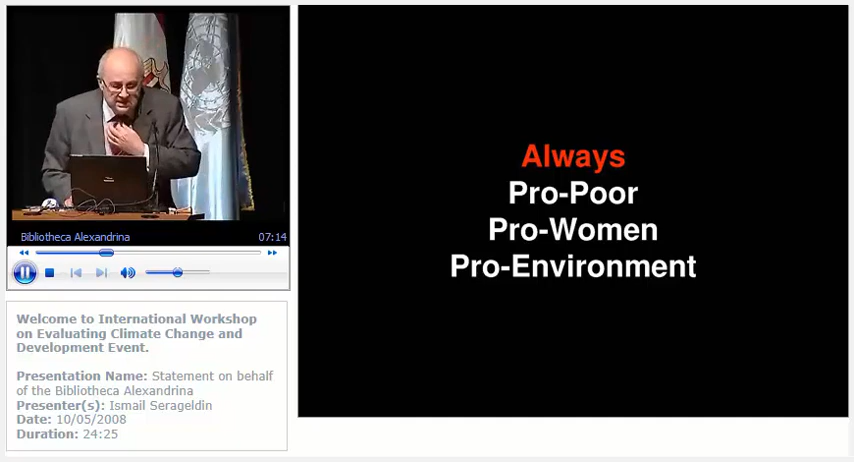 Bibliotheca Alexandrina 07:14
Welcome to International Workshop
on Evaluating Climate Change and
Development Event.
Presentation Name: Statement on behalf
of the Bibliotheca Alexandrina
Presenter(s): Ismail Serageldin
Date: 10/05/2008
Duration: 24:25
Always
Pro-Poor
Pro-Women
Pro-Environment